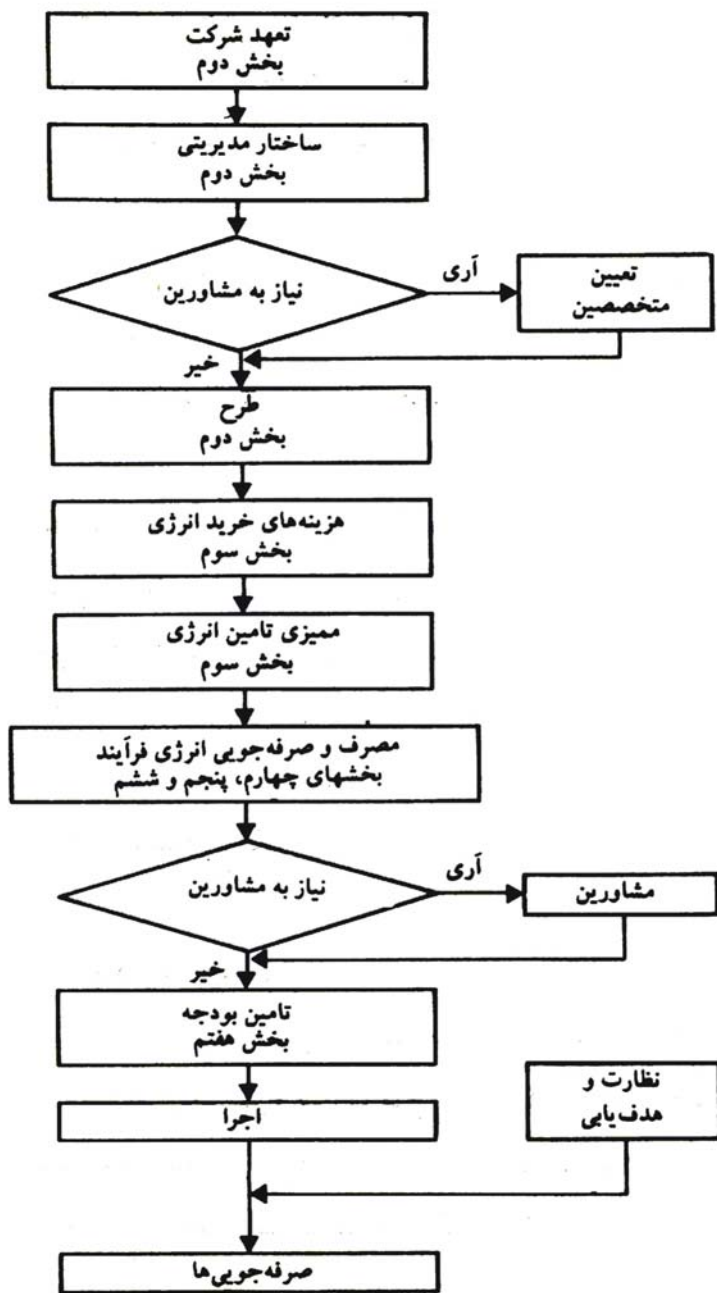 تعهد شرکت
بخش دوم
ساختار مدیریتی
بخش دوم
نیاز به مشاورین
آری
تعیین
متخصصین
خیر
طرح
بخش دوم
هزینه‌های خرید انرژی
بخش سوم
ممیزی تامین انرژی
بخش سوم
مصرف و صرفه‌جویی انرژی فرآیند
بخشهای چهارم، پنجم و ششم
نیاز به مشاورین
آری
مشاورین
خیر
تامین بودجه
بخش هفتم
نظارت و
هدف‌یابی
اجرا
صرفه‌جویی‌ها